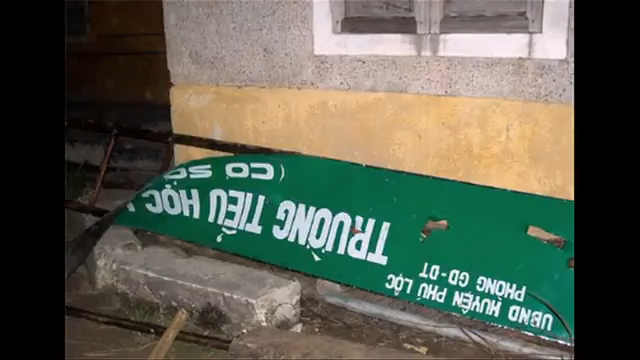 UBND HUYỆN PHÚ LỘC
PHÒNG GD-ĐT
TRƯỜNG TIỂU HỌC
(CƠ SỞ